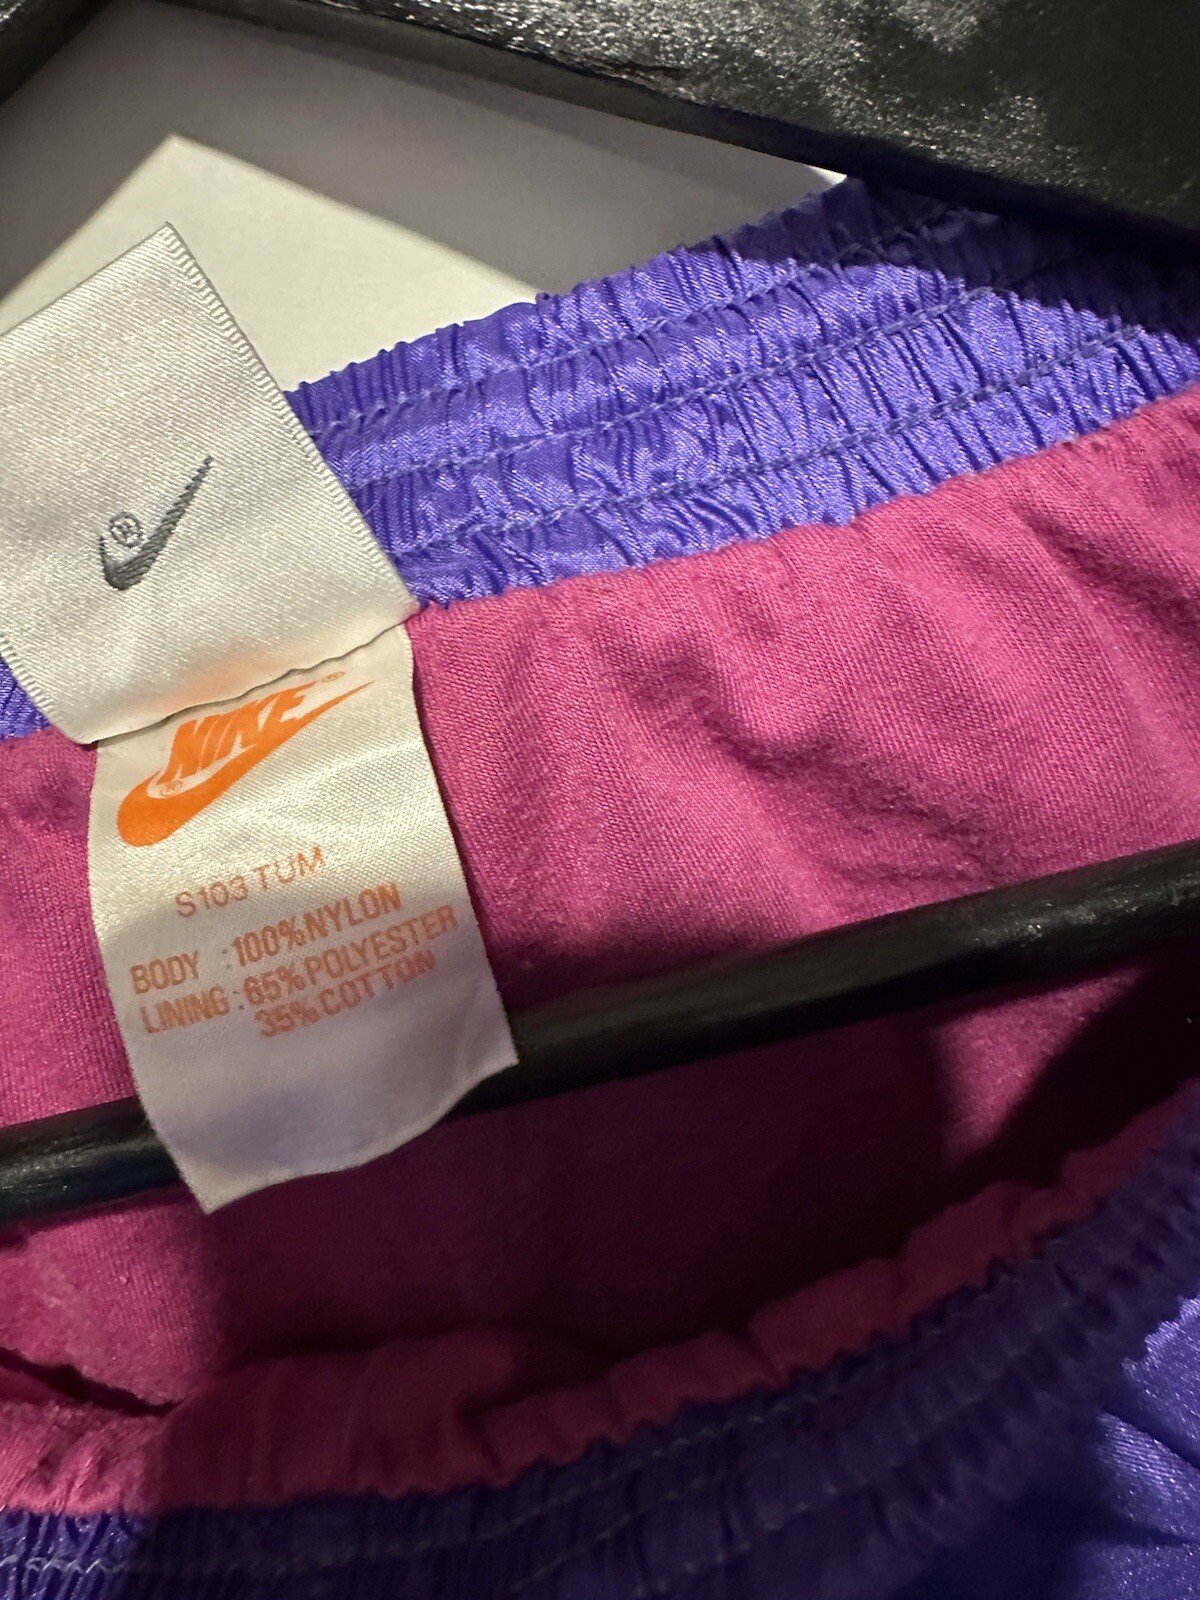 ®
NIKE®
®
S103 TUM
BODY : 100%NYLON
LINING : 65%POLYESTER
35%COTTON